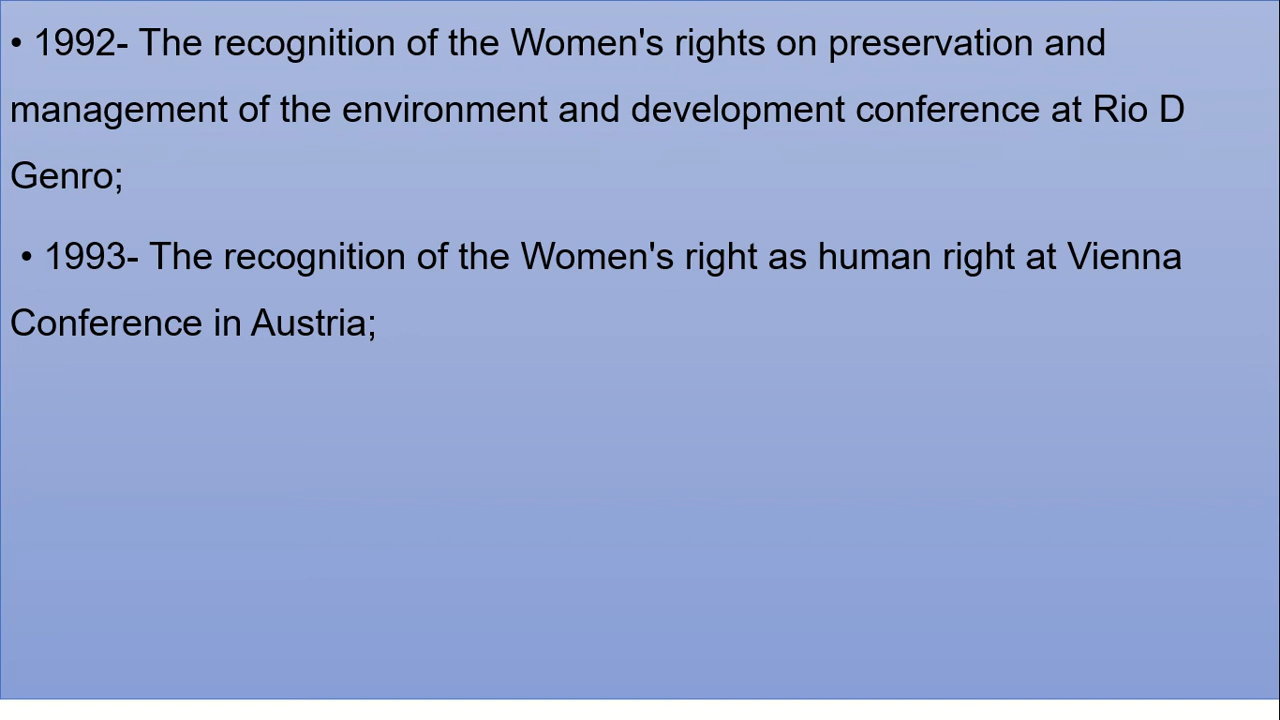 • 1992- The recognition of the Women's rights on preservation and
management of the environment and development conference at Rio D
Genro;
• 1993- The recognition of the Women's right as human right at Vienna
Conference in Austria;